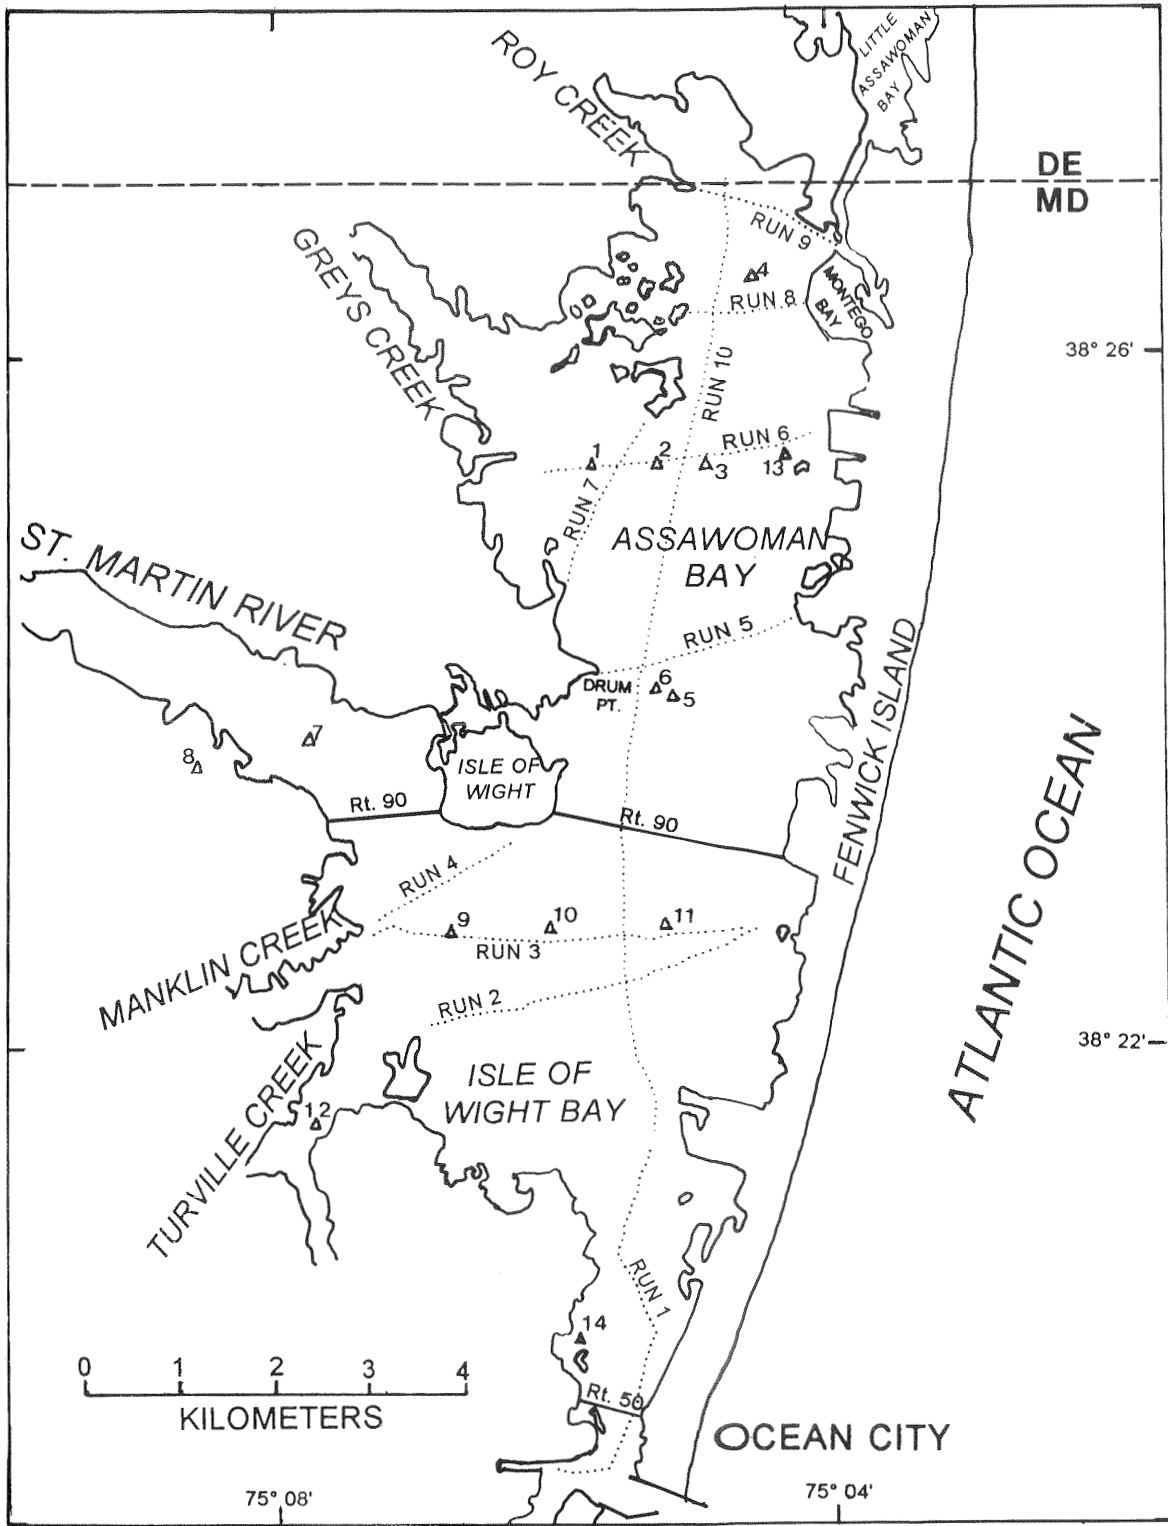 LITTLE
ASSAWOMAN
BAY
ROY CREEK
DE
MD
RUN 9
GREYS CREEK
4
RUN 8
MONTEGO
BAY
38° 26'
RUN 10
RUN 6
1
2
3
13
RUN 7
ASSAWOMAN
BAY
ST. MARTIN RIVER
RUN 5
DRUM
PT.
6
5
FENWICK ISLAND
7
8
ISLE OF
WIGHT
Rt. 90
Rt. 90
ATLANTIC OCEAN
RUN 4
9
10
11
RUN 3
MANKLIN CREEK
RUN 2
38° 22'
ISLE OF
WIGHT BAY
TURVILLE CREEK
12
RUN 1
14
0 1 2 3 4
KILOMETERS
Rt. 50
OCEAN CITY
75° 08'
75° 04'